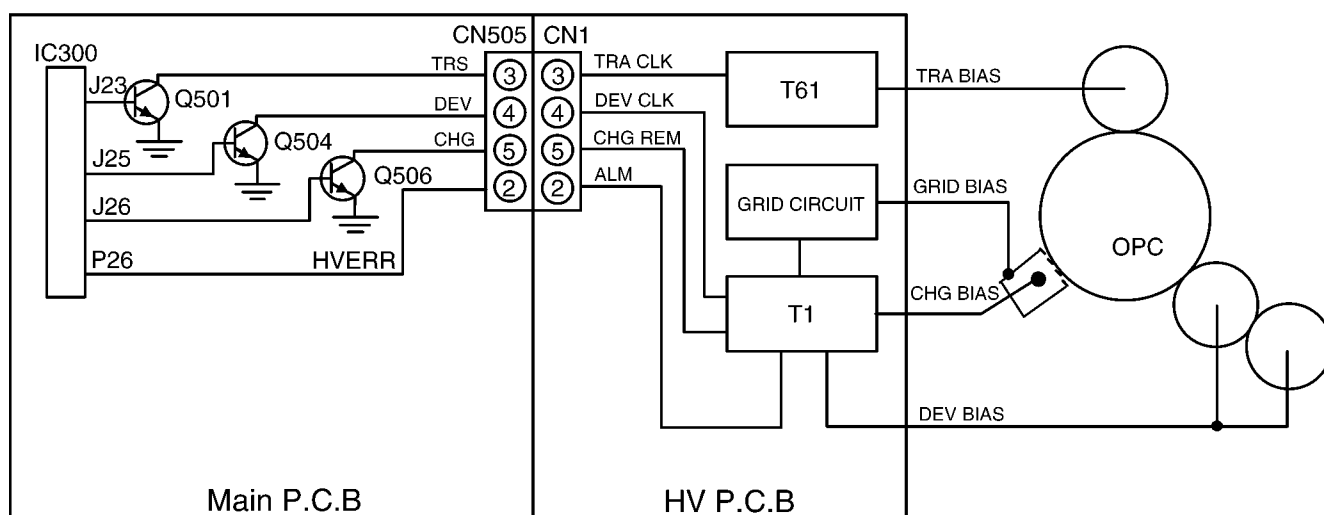 IC300
CN505
CN1
J23
Q501
TRS
3
3
TRA CLK
T61
TRA BIAS
DEV
4
4
DEV CLK
J25
Q504
CHG
5
5
CHG REM
J26
Q506
2
2
ALM
GRID CIRCUIT
GRID BIAS
OPC
P26
HVERR
T1
CHG BIAS
DEV BIAS
Main P.C.B
HV P.C.B